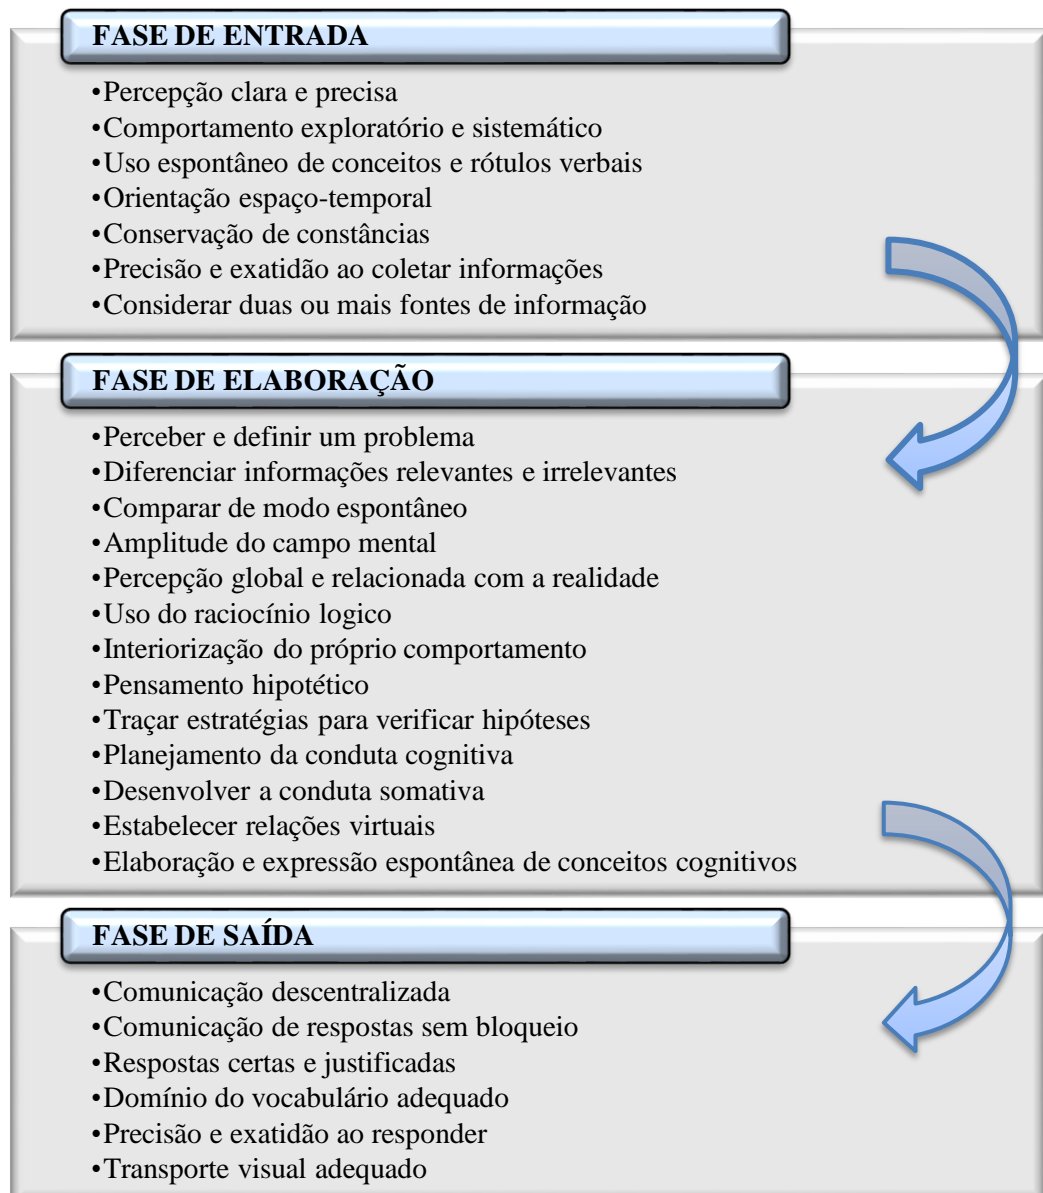 FASE DE ENTRADA
•Percepção clara e precisa
•Comportamento exploratório e sistemático
•Uso espontâneo de conceitos e rótulos verbais
•Orientação espaço-temporal
•Conservação de constâncias
•Precisão e exatidão ao coletar informações
•Considerar duas ou mais fontes de informação
FASE DE ELABORAÇÃO
•Perceber e definir um problema
•Diferenciar informações relevantes e irrelevantes
•Comparar de modo espontâneo
•Amplitude do campo mental
•Percepção global e relacionada com a realidade
•Uso do raciocínio logico
•Interiorização do próprio comportamento
•Pensamento hipotético
•Traçar estratégias para verificar hipóteses
•Planejamento da conduta cognitiva
•Desenvolver a conduta somativa
•Estabelecer relações virtuais
•Elaboração e expressão espontânea de conceitos cognitivos
FASE DE SAÍDA
•Comunicação descentralizada
•Comunicação de respostas sem bloqueio
•Respostas certas e justificadas
•Domínio do vocabulário adequado
•Precisão e exatidão ao responder
•Transporte visual adequado